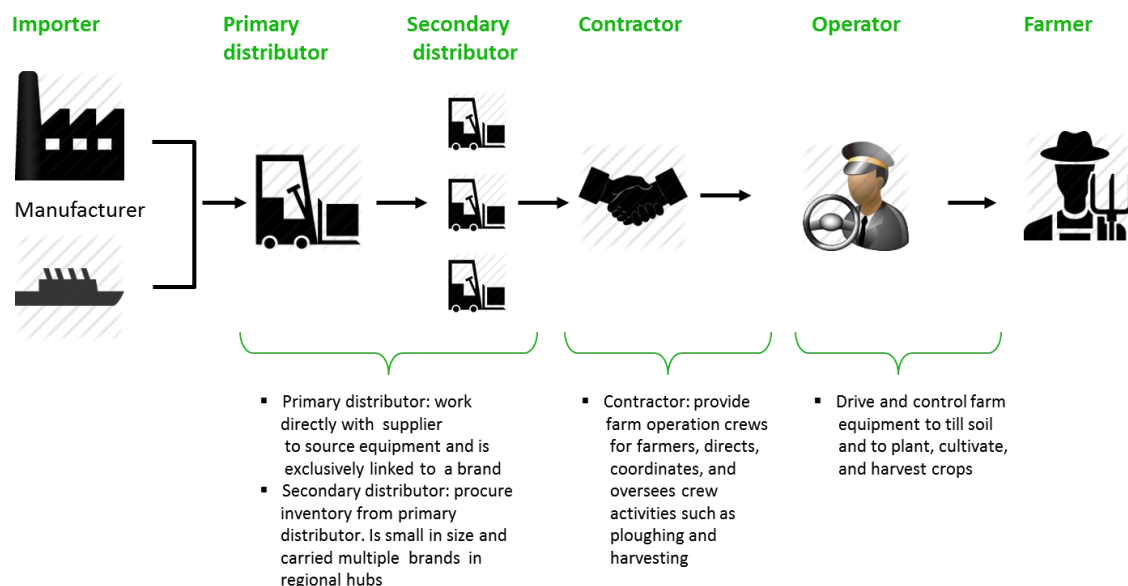 Importer
Primary
distributor
Secondary
distributor
Contractor
Operator
Farmer
Manufacturer
▪ Primary distributor: work
directly with supplier
to source equipment and is
exclusively linked to a brand
▪ Secondary distributor: procure
inventory from primary
distributor. Is small in size and
carried multiple brands in
regional hubs
▪ Contractor: provide
farm operation crews
for farmers, directs,
coordinates, and
oversees crew
activities such as
ploughing and
harvesting
▪ Drive and control farm
equipment to till soil
and to plant, cultivate,
and harvest crops